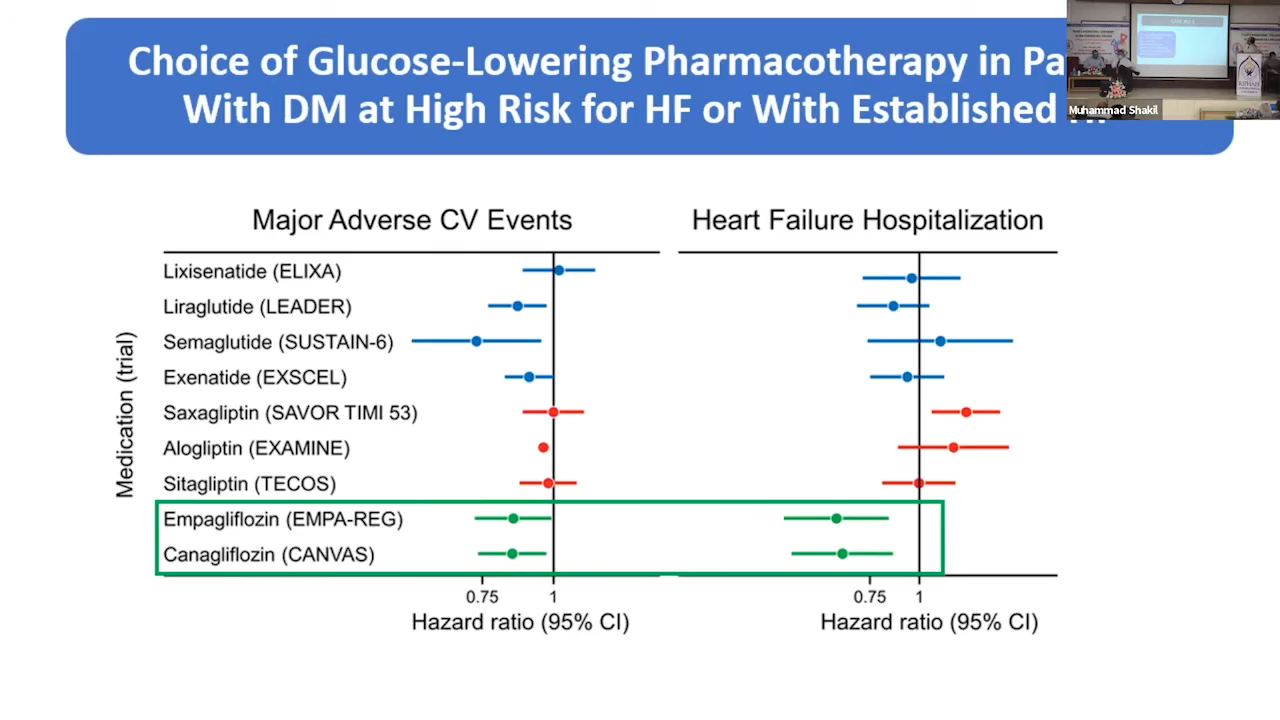 Choice of Glucose-Lowering Pharmacotherapy in Pa
With DM at High Risk for HF or With Established
Muhammad Shakil
Major Adverse CV Events
Heart Failure Hospitalization
Medication (trial)
Lixisenatide (ELIXA)
Liraglutide (LEADER)
Semaglutide (SUSTAIN-6)
Exenatide (EXSCEL)
Saxagliptin (SAVOR TIMI 53)
Alogliptin (EXAMINE)
Sitagliptin (TECOS)
Empagliflozin (EMPA-REG)
Canagliflozin (CANVAS)
0.75 1
0.75 1
Hazard ratio (95% CI)
Hazard ratio (95% CI)